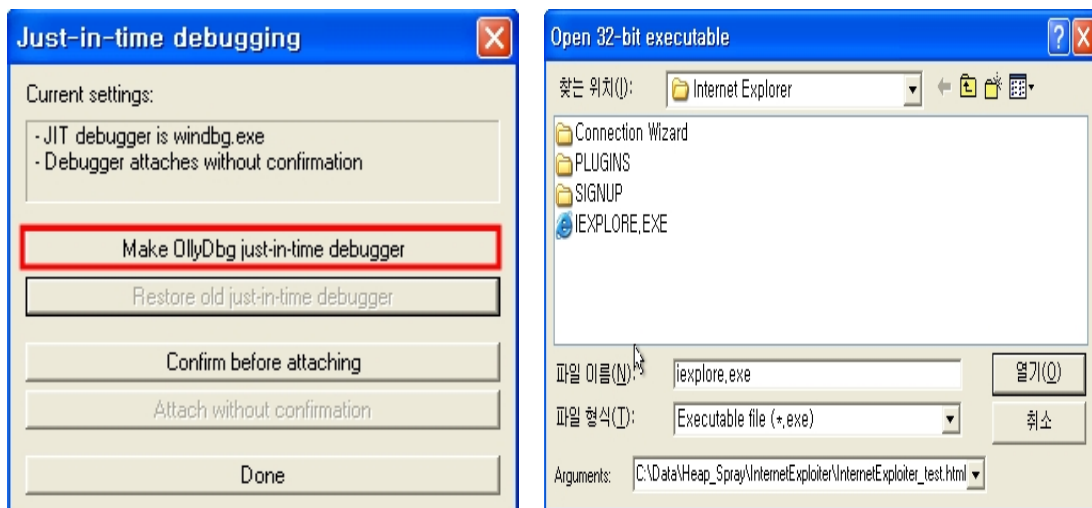 Just-in-time debugging
Current settings:
- JIT debugger is windbg.exe
- Debugger attaches without confirmation
Make OllyDbg just-in-time debugger
Restore old just-in-time debugger
Confirm before attaching
Attach without confirmation
Done
Open 32-bit executable
찾는 위치(I):
Internet Explorer
Connection Wizard
PLUGINS
SIGNUP
IEXPLORE.EXE
파일 이름(N):
iexplore.exe
열기(O)
파일 형식(T):
Executable file (*.exe)
취소
Arguments:
C:\Data\Heap_Spray\InternetExploiter\InternetExploiter_test.html